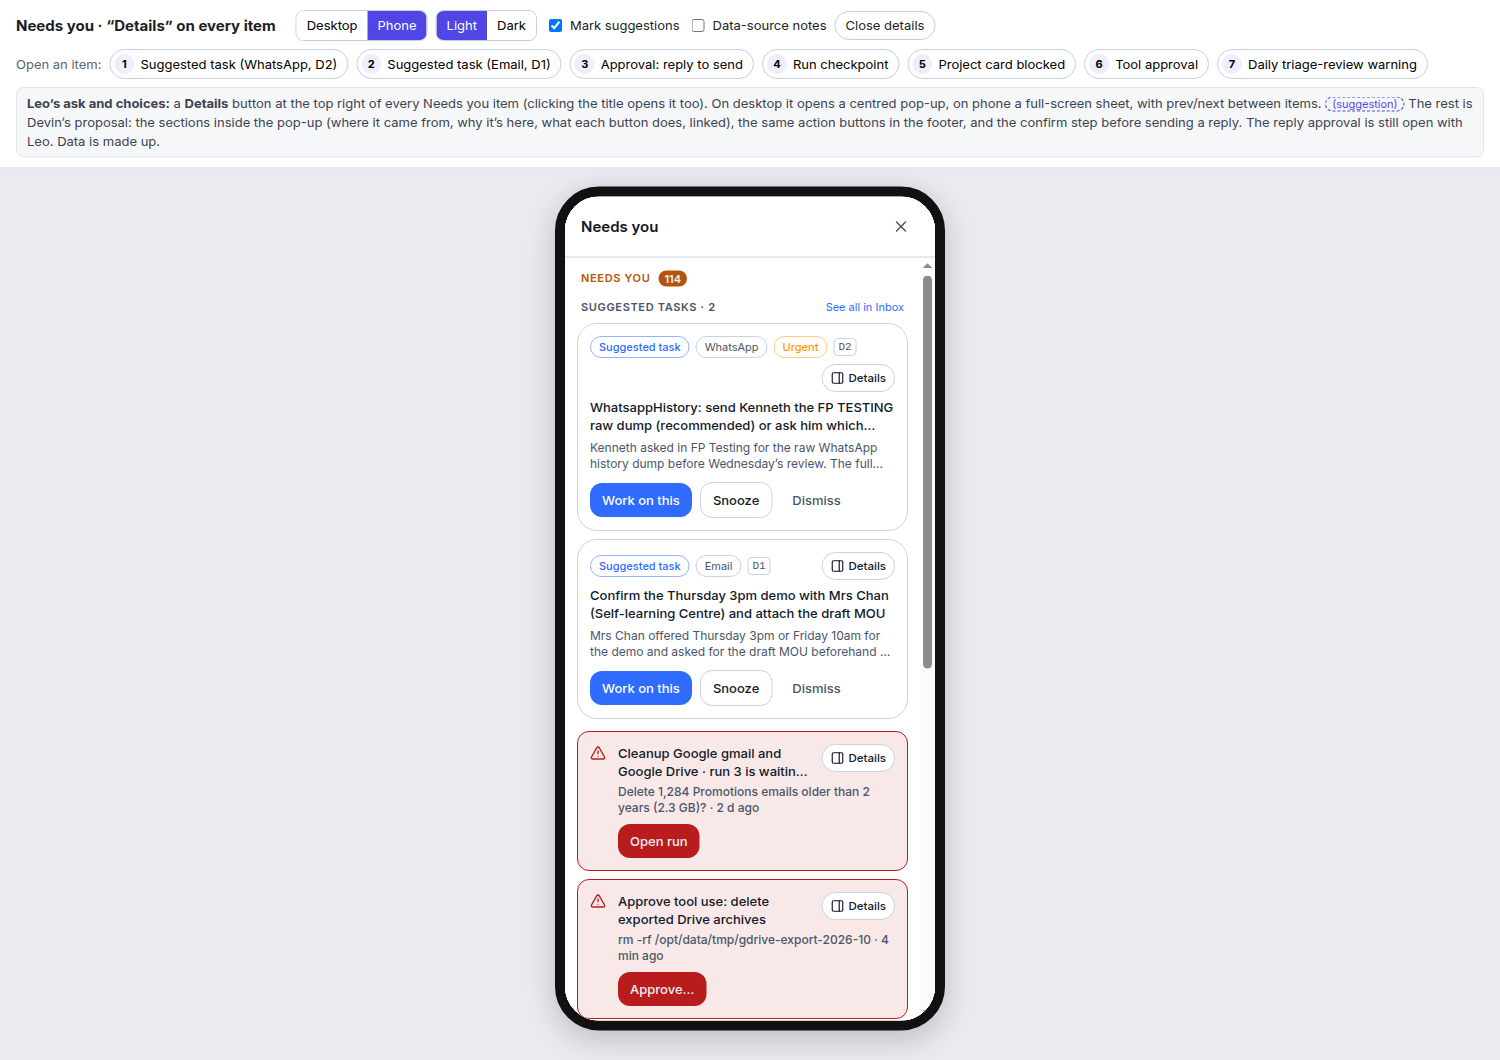 Needs you · “Details” on every item
Desktop Phone
Light Dark
Mark suggestions
Data-source notes
Close details
Open an item:
1 Suggested task (WhatsApp, D2)
2 Suggested task (Email, D1)
3 Approval: reply to send
4 Run checkpoint
5 Project card blocked
6 Tool approval
7 Daily triage-review warning
Leo’s ask and choices: a Details button at the top right of every Needs you item (clicking the title opens it too). On desktop it opens a centred pop-up, on phone a full-screen sheet, with prev/next between items. (suggestion) The rest is
Devin’s proposal: the sections inside the pop-up (where it came from, why it’s here, what each button does, linked), the same action buttons in the footer, and the confirm step before sending a reply. The reply approval is still open with
Leo. Data is made up.
Needs you
NEEDS YOU 114
SUGGESTED TASKS · 2
See all in Inbox
Suggested task WhatsApp Urgent D2
Details
WhatsappHistory: send Kenneth the FP TESTING
raw dump (recommended) or ask him which...
Kenneth asked in FP Testing for the raw WhatsApp
history dump before Wednesday’s review. The full...
Work on this Snooze Dismiss
Suggested task Email D1 Details
Confirm the Thursday 3pm demo with Mrs Chan
(Self-learning Centre) and attach the draft MOU
Mrs Chan offered Thursday 3pm or Friday 10am for
the demo and asked for the draft MOU beforehand ...
Work on this Snooze Dismiss
Cleanup Google gmail and
Google Drive · run 3 is waitin...
Details
Delete 1,284 Promotions emails older than 2
years (2.3 GB)? · 2 d ago
Open run
Approve tool use: delete
exported Drive archives
Details
rm -rf /opt/data/tmp/gdrive-export-2026-10 · 4
min ago
Approve...